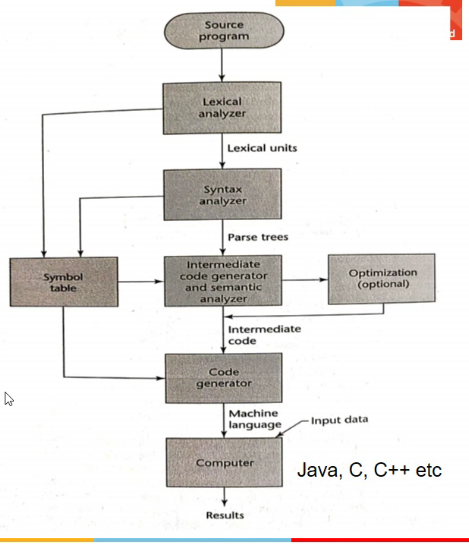 Source
program
d
Lexical
analyzer
Lexical units
Syntax
analyzer
Parse trees
Symbol
table
Intermediate
code generator
and semantic
analyzer
Optimization
(optional)
Intermediate
code
Code
generator
Machine
language
Input data
Computer
Java, C, C++ etc
Results